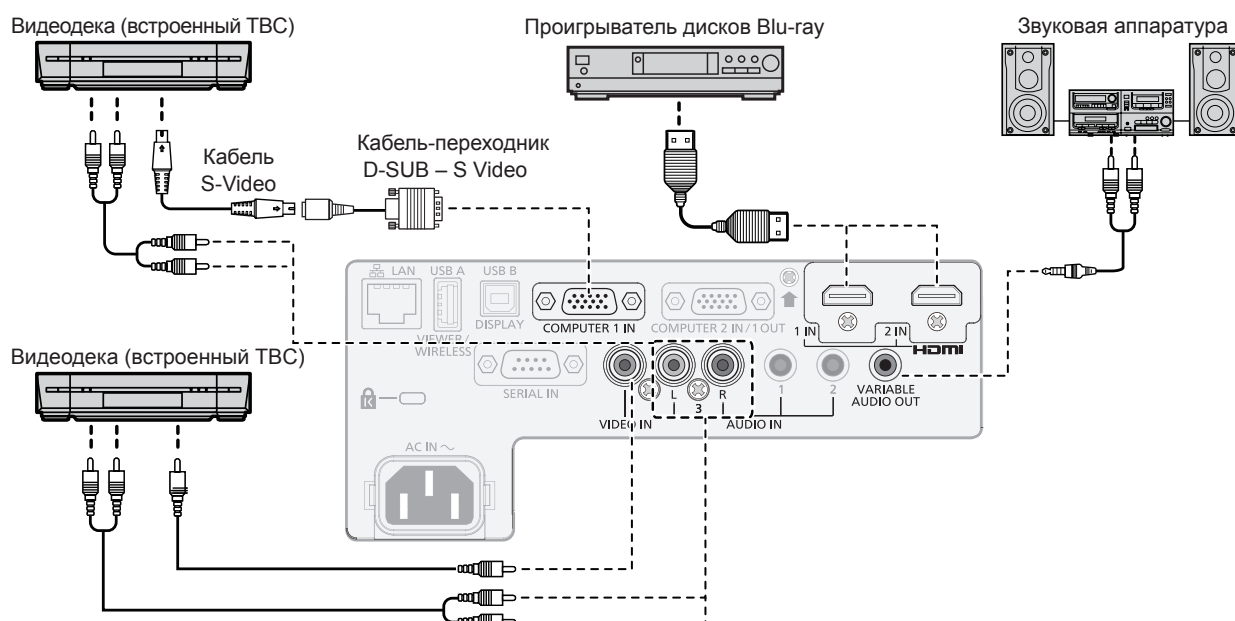 Видеодека (встроенный ТВС)
Проигрыватель дисков Blu-ray
Звуковая аппаратура
Кабель
S-Video
Кабель-переходник
D-SUB – S Video
LAN
USB A
USB B
VIEWER/
WIRELESS
DISPLAY
COMPUTER 1 IN
COMPUTER 2 IN/1 OUT
1 IN
2 IN
HDMI
Видеодека (встроенный ТВС)
SERIAL IN
K
L
R
3
1
2
VARIABLE
AUDIO OUT
VIDEO IN
AUDIO IN
AC IN ~